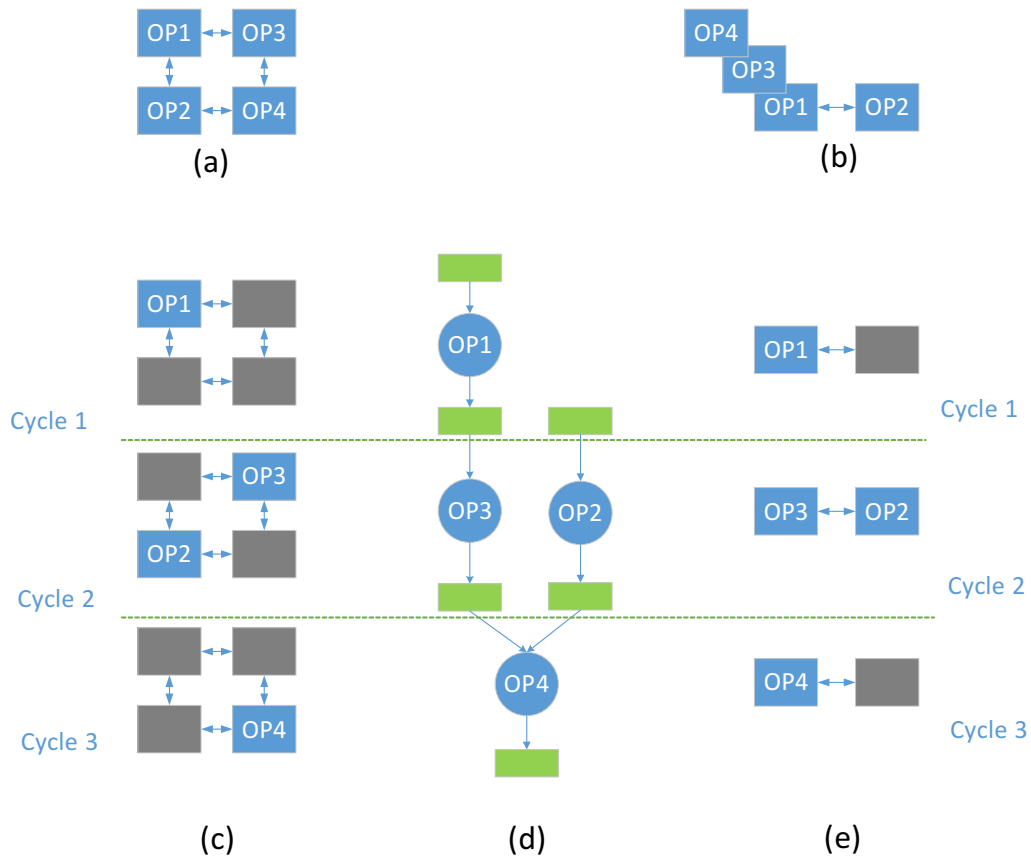 OP1 OP3
OP2 OP4
(a)
OP4
OP3
OP1 OP2
(b)
OP1
Cycle 1
OP3
OP2
Cycle 2
OP4
Cycle 3
(c)
OP1
OP3 OP2
OP4
(d)
OP1
Cycle 1
OP3 OP2
Cycle 2
OP4
Cycle 3
(e)